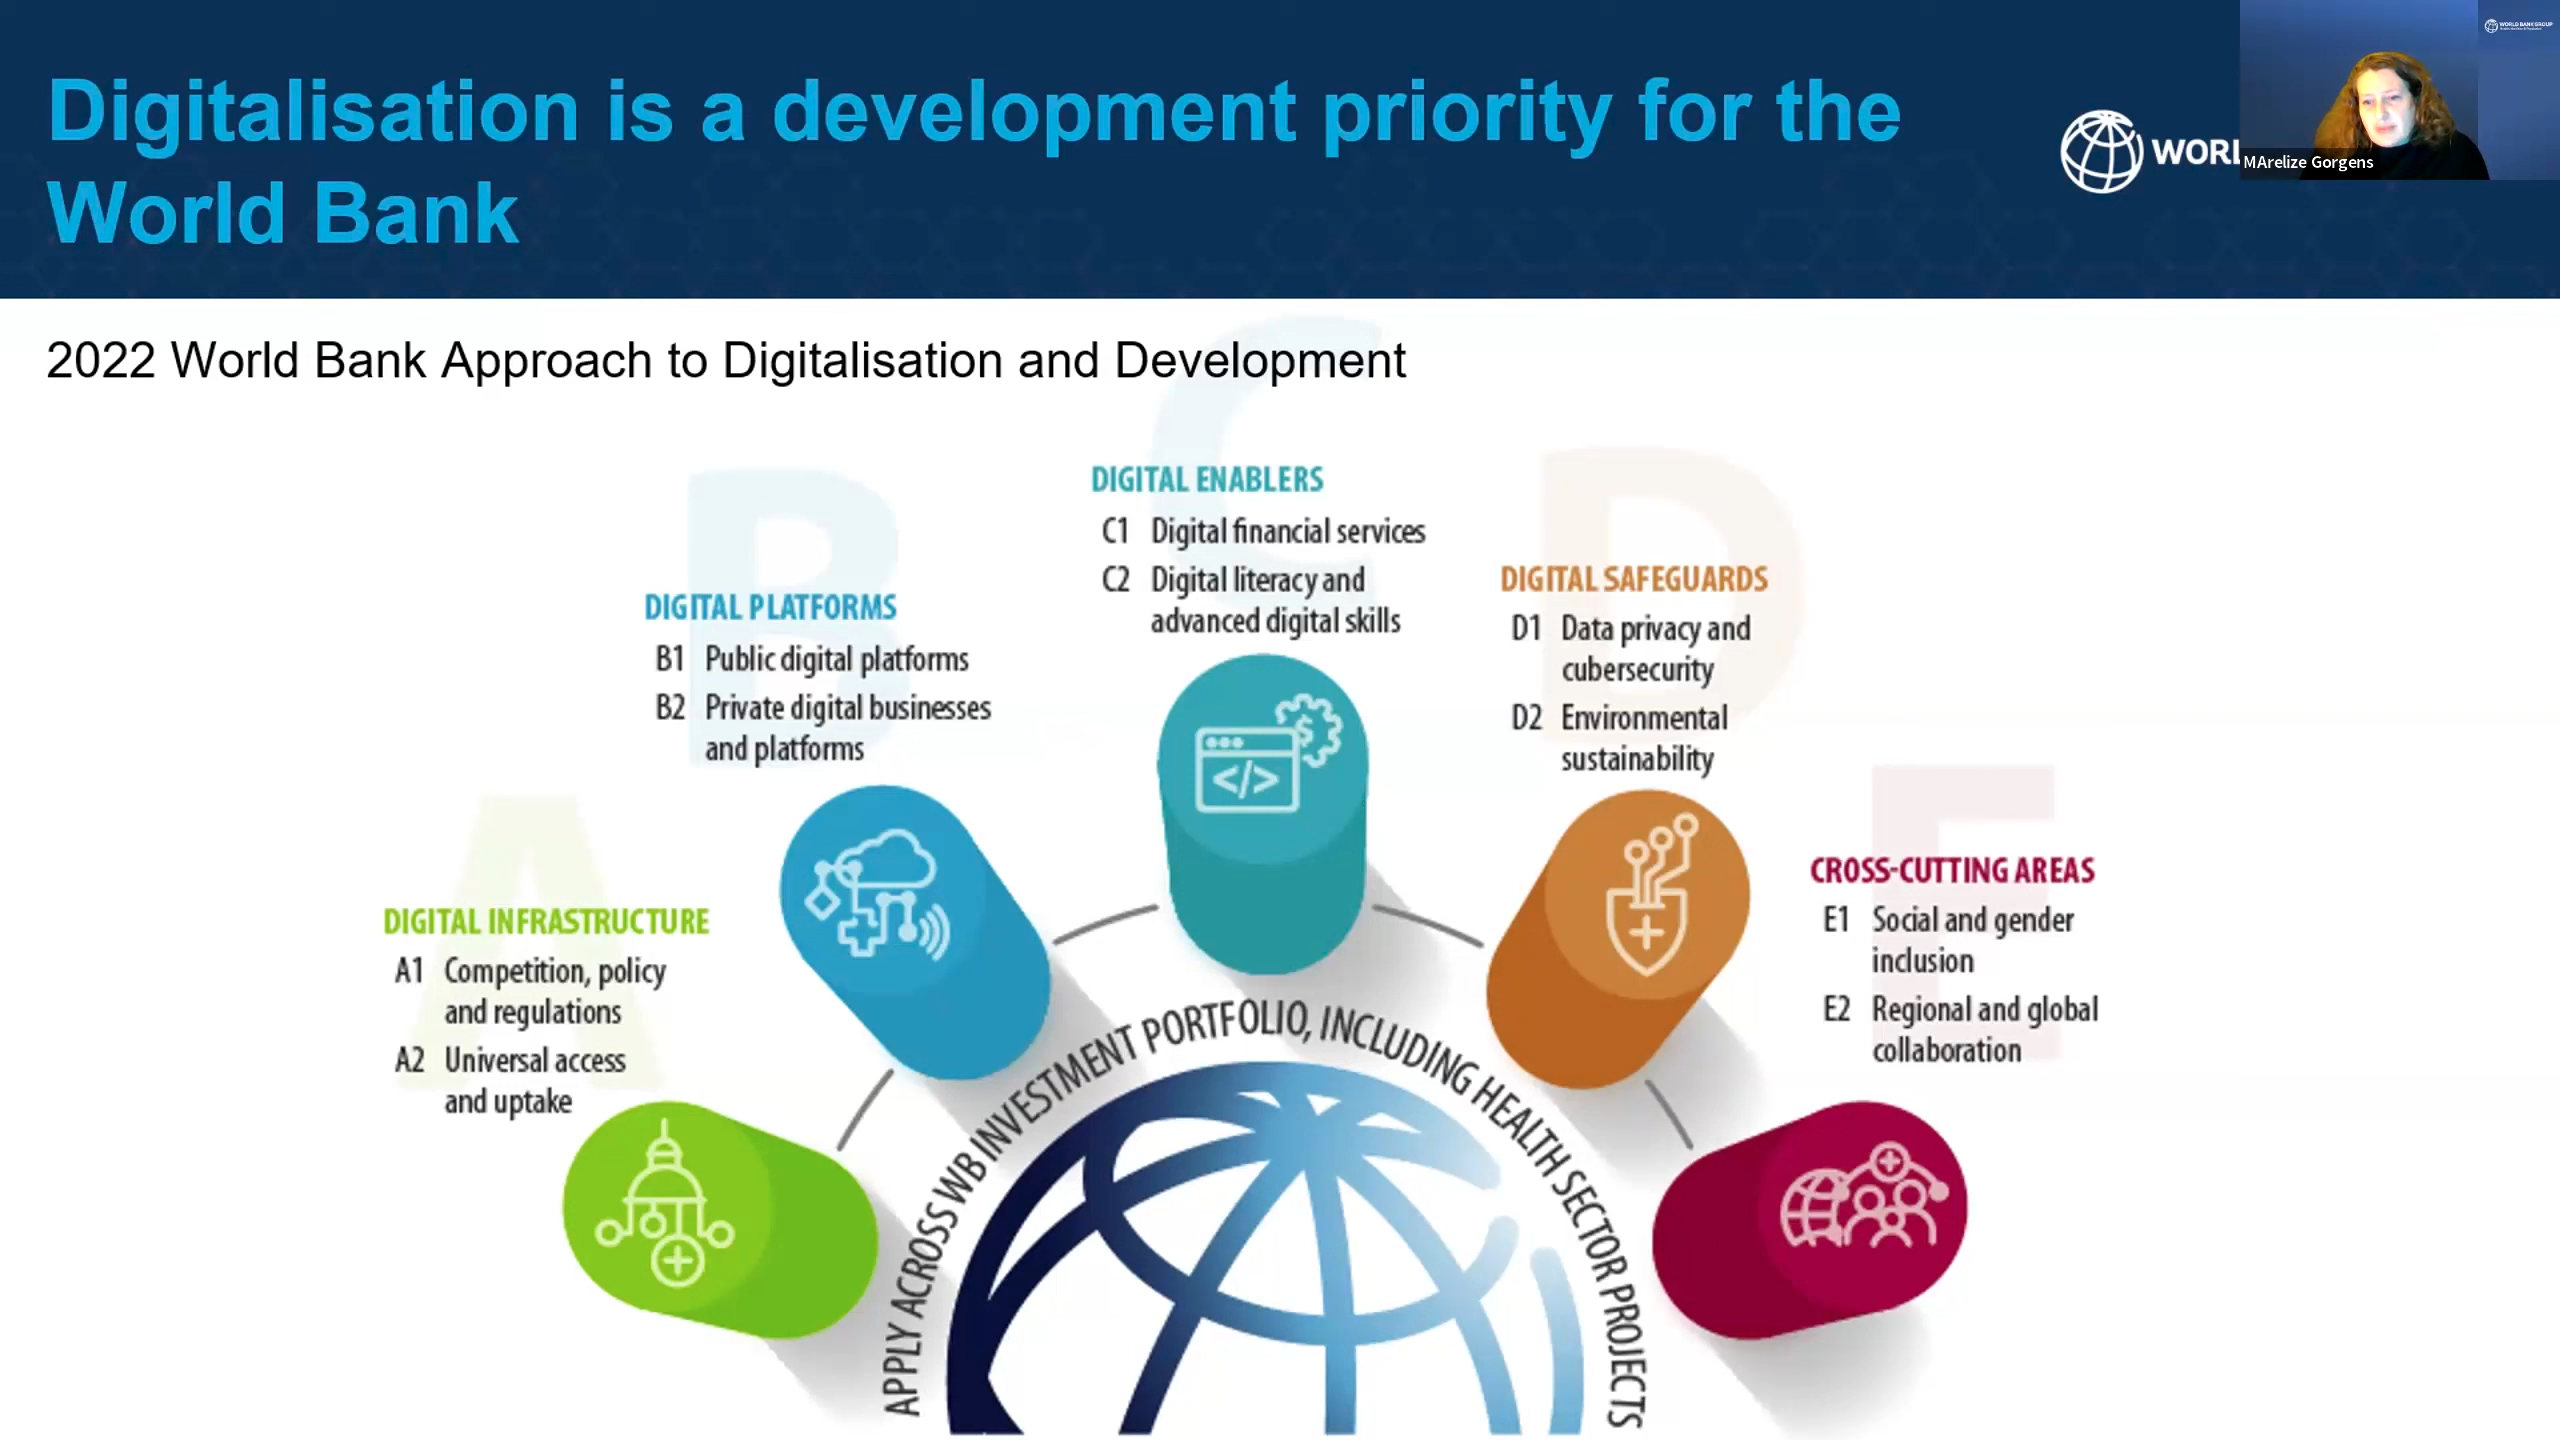 Digitalisation is a development priority for the
World Bank
WORL
WORLD BANK GROUP
MArelize Gorgens
2022 World Bank Approach to Digitalisation and Development
C
DIGITAL ENABLERS
C1 Digital financial services
C2 Digital literacy and
advanced digital skills
B
DIGITAL PLATFORMS
B1 Public digital platforms
B2 Private digital businesses
and platforms
D
DIGITAL SAFEGUARDS
D1 Data privacy and
cubersecurity
D2 Environmental
sustainability
A
DIGITAL INFRASTRUCTURE
A1 Competition, policy
and regulations
A2 Universal access
and uptake
E
CROSS-CUTTING AREAS
E1 Social and gender
inclusion
E2 Regional and global
collaboration
</>
$
APPLY ACROSS WB INVESTMENT PORTFOLIO, INCLUDING HEALTH SECTOR PROJECTS